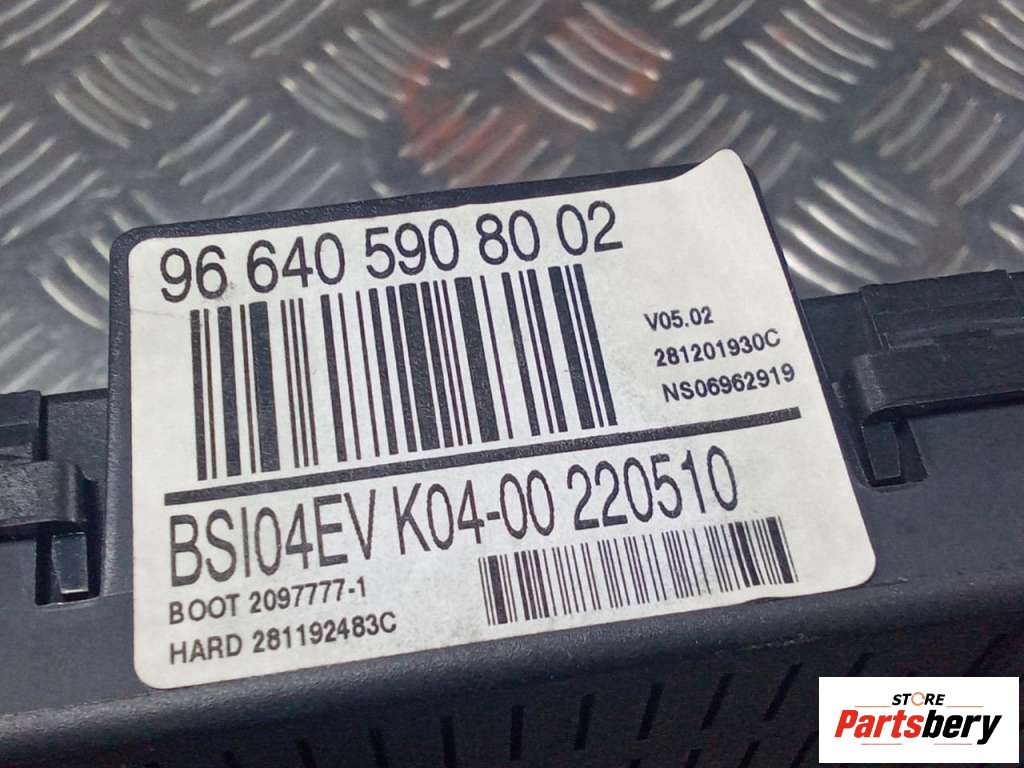 96 640 590 80 02
V05.02
281201930C
NS06962919
BSI04EV K04-00 220510
BOOT 2097777-1
HARD 281192483C
STORE
Partsbery